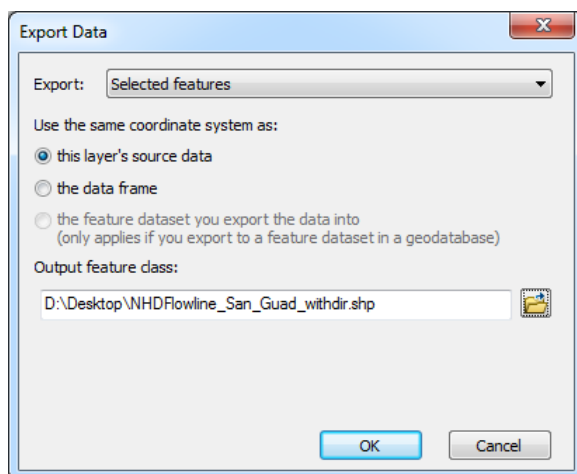 Export Data
Export: Selected features
Use the same coordinate system as:
this layer's source data
the data frame
the feature dataset you export the data into
(only applies if you export to a feature dataset in a geodatabase)
Output feature class:
D:\Desktop\NHDFlowline_San_Guad_withdir.shp
OK Cancel